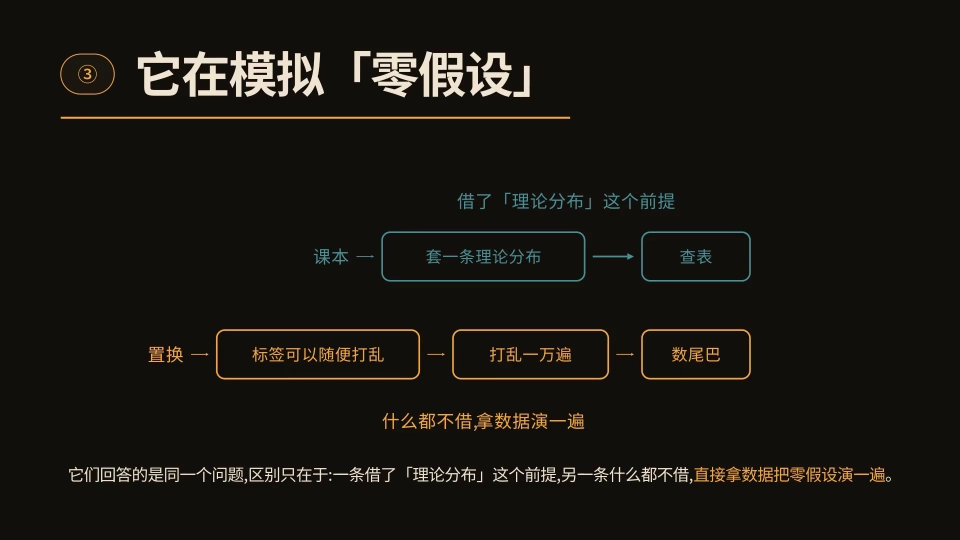 ③ 它在模拟「零假设」
借了「理论分布」这个前提
课本 → 套一条理论分布 → 查表
置换 → 标签可以随便打乱 → 打乱一万遍 → 数尾巴
什么都不借,拿数据演一遍
它们回答的是同一个问题,区别只在于:一条借了「理论分布」这个前提,另一条什么都不借,直接拿数据把零假设演一遍。